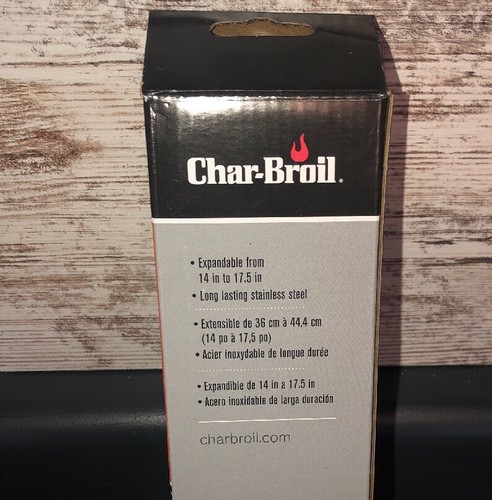 Char-Broil®
• Expandable from
14 in to 17.5 in
• Long lasting stainless steel
• Extensible de 36 cm à 44,4 cm
(14 po à 17,5 po)
• Acier inoxydable de longue durée
• Expandible de 14 in a 17.5 in
• Acero inoxidable de larga duración
charbroil.com